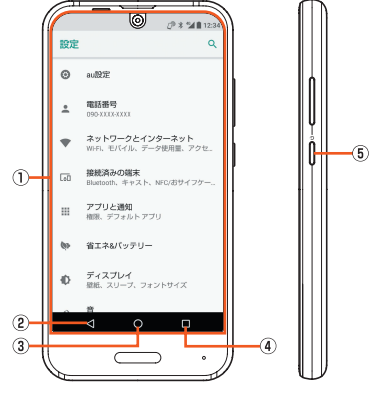 12:34
設定
au設定
電話番号
090-XXXX-XXXX
ネットワークとインターネット
Wi-Fi、モバイル、データ使用量、アクセ...
接続済みの端末
Bluetooth、キャスト、NFC/おサイフケー...
アプリと通知
権限、デフォルト アプリ
省エネ&バッテリー
ディスプレイ
壁紙、スリープ、フォントサイズ
音
①
②
③
④
⑤